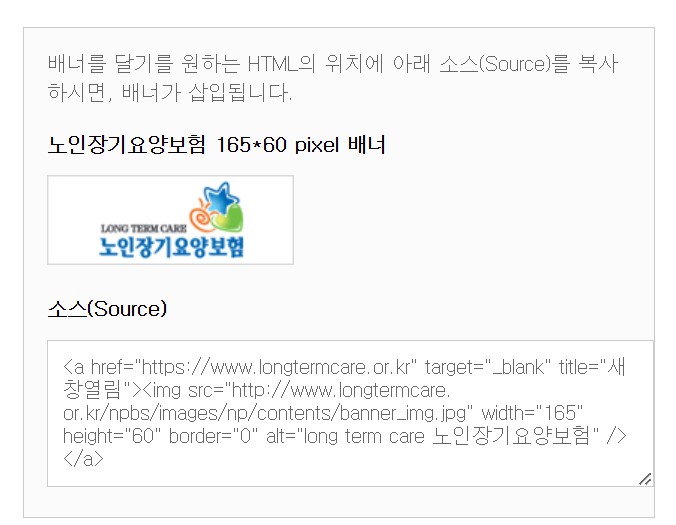 배너를 달기를 원하는 HTML의 위치에 아래 소스(Source)를 복사
하시면, 배너가 삽입됩니다.
노인장기요양보험 165*60 pixel 배너
LONG TERM CARE
노인장기요양보험
소스(Source)
<a href="https://www.longtermcare.or.kr" target="_blank" title="새
창열림"><img src="http://www.longtermcare.
or.kr/npbs/images/np/contents/banner_img.jpg" width="165"
height="60" border="0" alt="long term care 노인장기요양보험" />
</a>